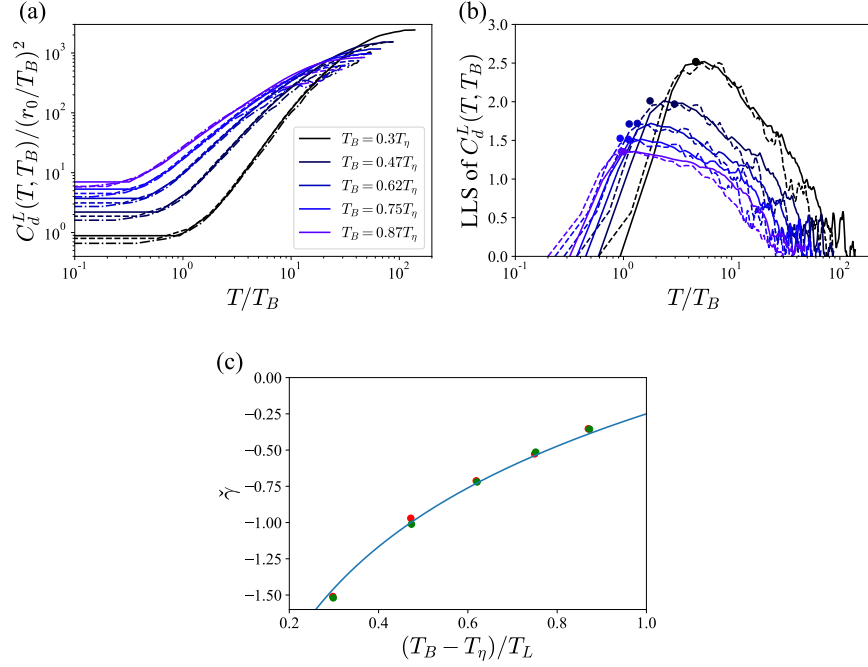 (a)
C_d^L(T, T_B)/(r_0/T_B)^2
10^3
10^2
10^1
10^0
10^{-1} 10^0 10^1 10^2
T/T_B
T_B = 0.3T_η
T_B = 0.47T_η
T_B = 0.62T_η
T_B = 0.75T_η
T_B = 0.87T_η
(b)
LLS of C_d^L(T, T_B)
3.0
2.5
2.0
1.5
1.0
0.5
0.0
10^{-1} 10^0 10^1 10^2
T/T_B
(c)
γ̌
0.00
−0.25
−0.50
−0.75
−1.00
−1.25
−1.50
0.2 0.4 0.6 0.8 1.0
(T_B − T_η)/T_L